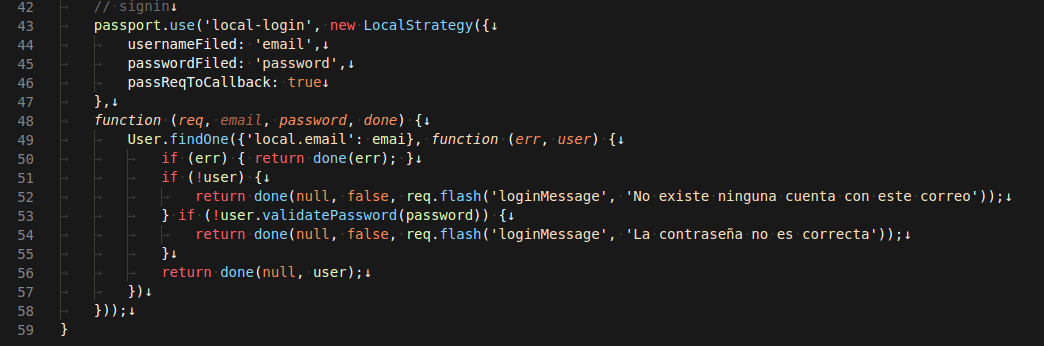 42 // signin↓
43 passport.use('local-login', new LocalStrategy({↓
44 usernameFiled: 'email',↓
45 passwordFiled: 'password',↓
46 passReqToCallback: true↓
47 },↓
48 function (req, email, password, done) {↓
49 User.findOne({'local.email': emai}, function (err, user) {↓
50 if (err) { return done(err); }↓
51 if (!user) {↓
52 return done(null, false, req.flash('loginMessage', 'No existe ninguna cuenta con este correo'));↓
53 } if (!user.validatePassword(password)) {↓
54 return done(null, false, req.flash('loginMessage', 'La contraseña no es correcta'));↓
55 }↓
56 return done(null, user);↓
57 })↓
58 }));↓
59 }